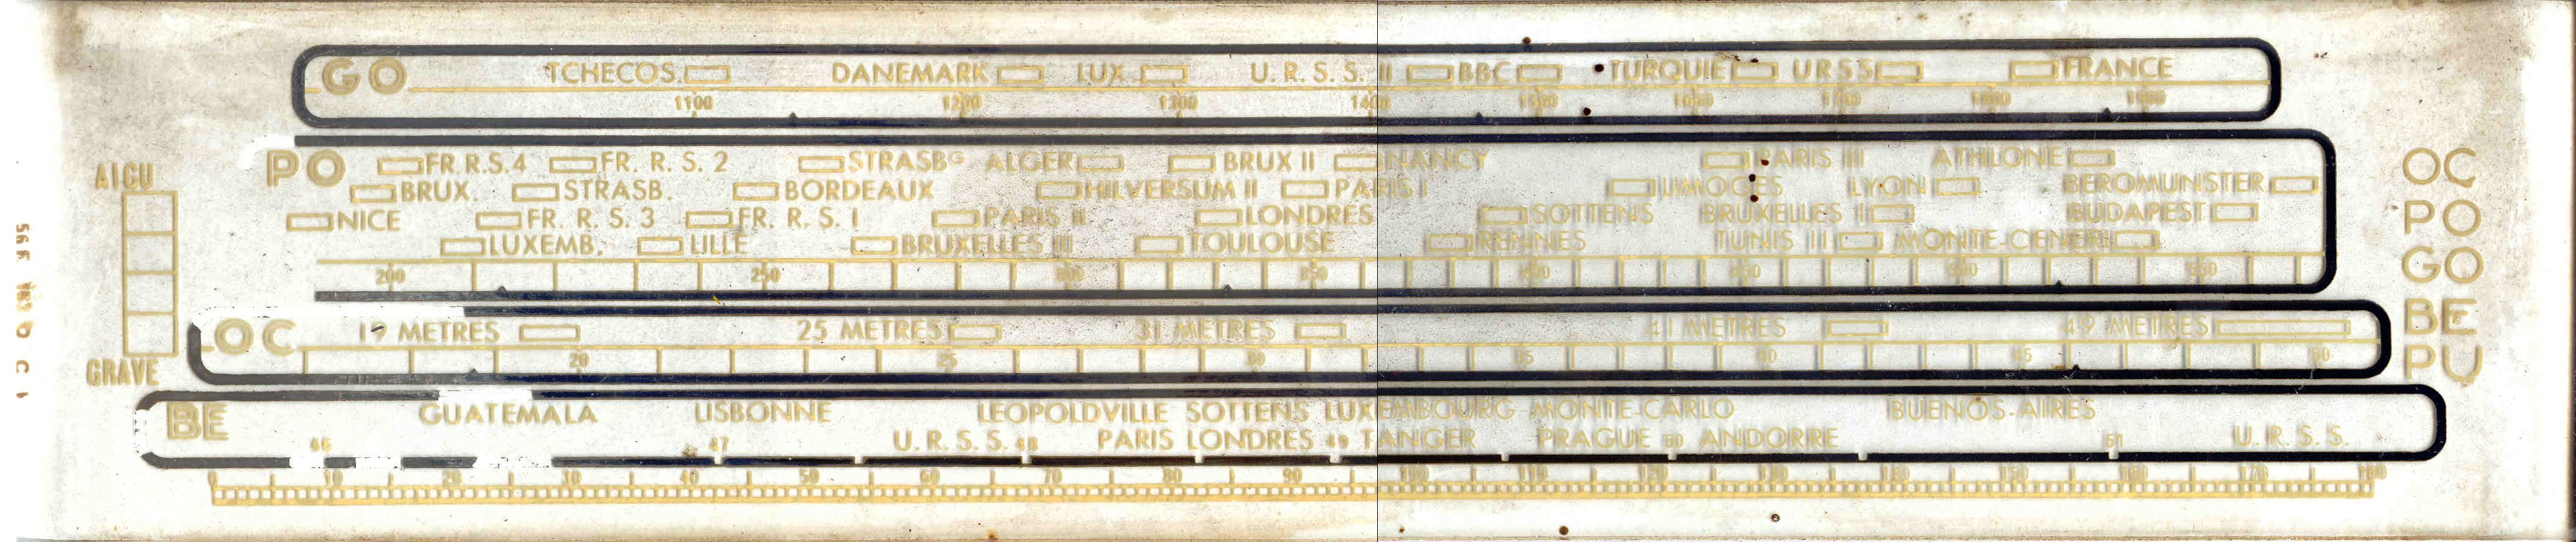 GO TCHECOS. DANEMARK LUX U. R. S. S. II BBC TURQUIE URSS FRANCE
1100 1200 1300 1400 1500 1600 1700 1800 1900
PO FR.R.S.4 FR. R. S. 2 STRASBG ALGER BRUX II NANCY PARIS III ATHLONE
BRUX. STRASB. BORDEAUX HILVERSUM II PARIS I LIMOGES LYON BEROMUNSTER
NICE FR. R. S. 3 FR. R. S. I PARIS II LONDRES SOTTENS BRUXELLES I BUDAPEST
LUXEMB. LILLE BRUXELLES III TOULOUSE RENNES TUNIS II MONTE-CENERI
200 250 300 350 400 450 500 550
OC 19 METRES 25 METRES 31 METRES 41 METRES 49 METRES
20 25 30 35 40 45 50
BE GUATEMALA LISBONNE LEOPOLDVILLE SOTTENS LUXEMBOURG MONTE-CARLO BUENOS-AIRES
46 47 U. R. S. S. 48 PARIS LONDRES 49 TANGER PRAGUE 50 ANDORRE 51 U. R. S. S.
0 10 20 30 40 50 60 70 80 90 100 110 120 130 140 150 160 170 180
AIGU
GRAVE
OC
PO
GO
BE
PU